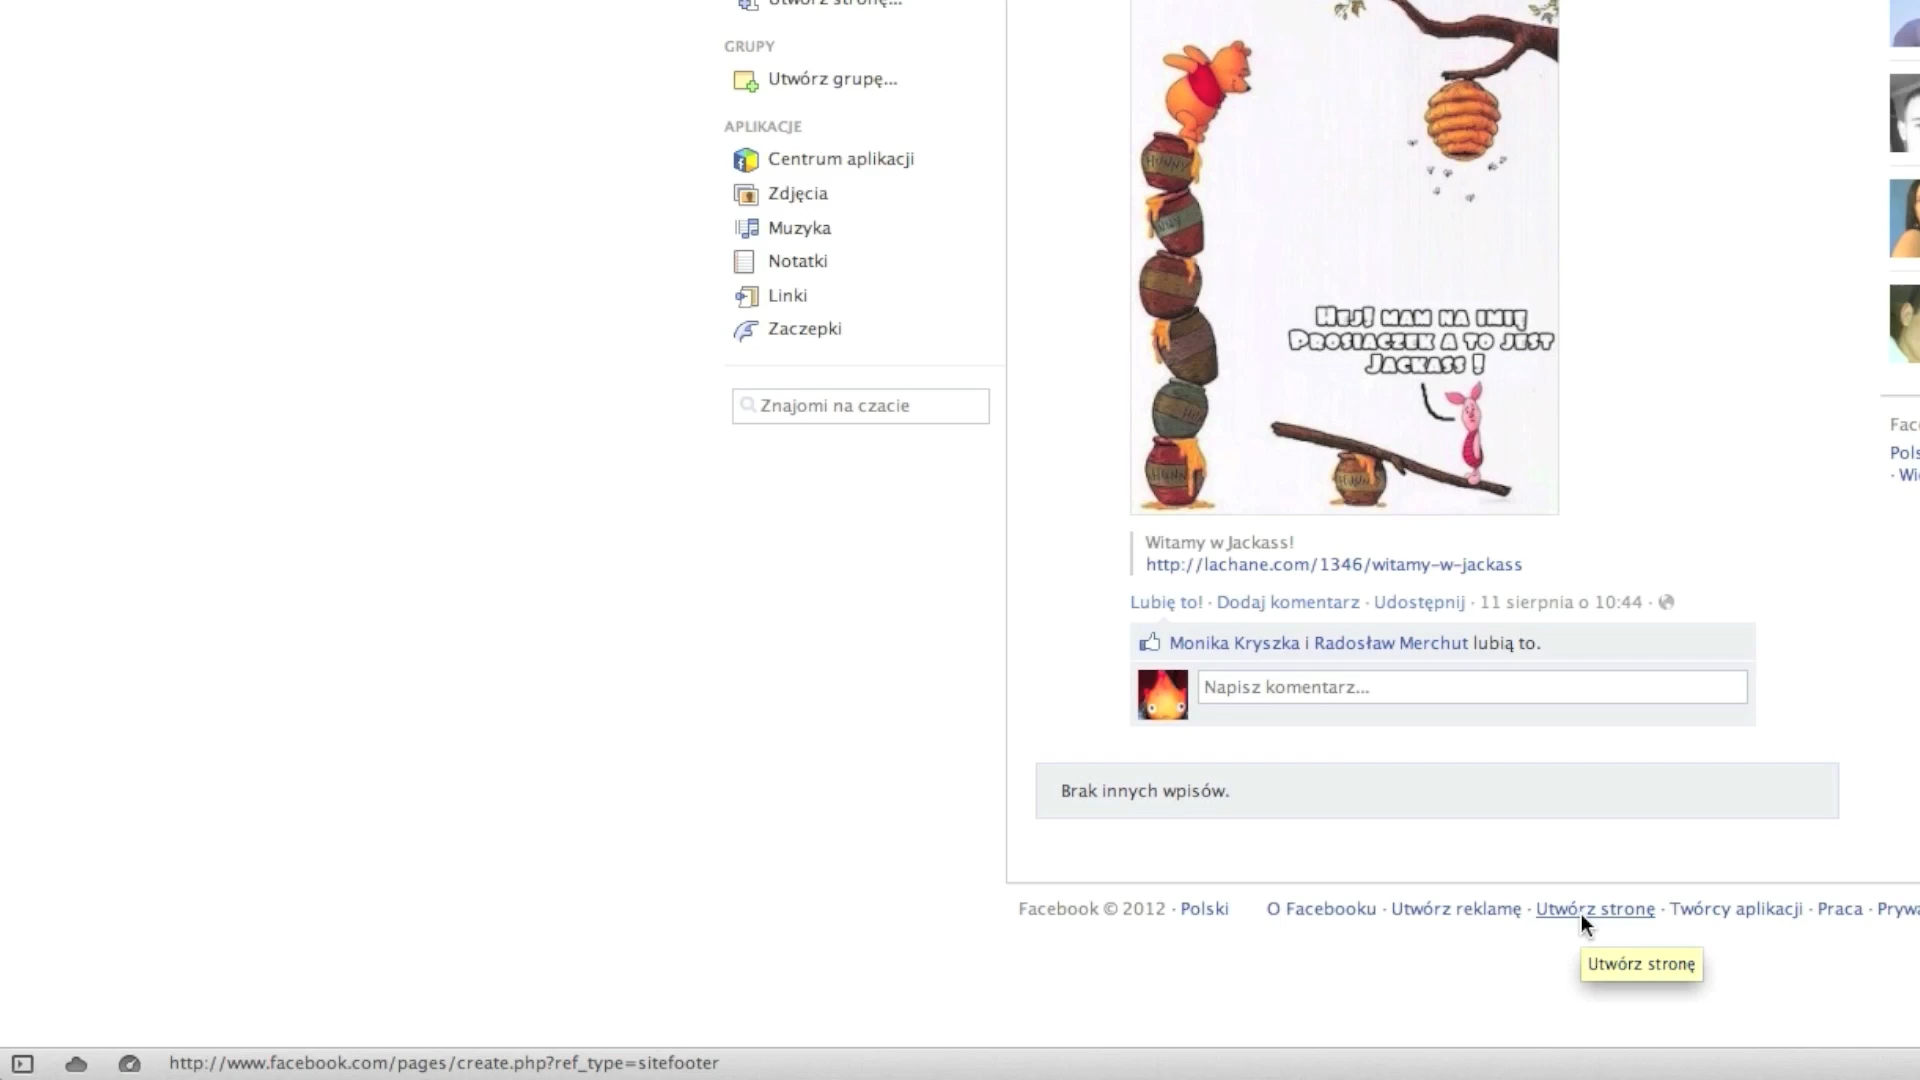 Utwórz stronę...
GRUPY
Utwórz grupę...
APLIKACJE
Centrum aplikacji
Zdjęcia
Muzyka
Notatki
Linki
Zaczepki
Znajomi na czacie
HUNNY
HEJ! MAM NA IMIĘ
PROSIACZEK A TO JEST
JACKASS !
Witamy w Jackass!
http://lachane.com/1346/witamy-w-jackass
Lubię to! · Dodaj komentarz · Udostępnij · 11 sierpnia o 10:44 ·
Monika Kryszka i Radosław Merchut lubią to.
Napisz komentarz...
Brak innych wpisów.
Facebook © 2012 · Polski
O Facebooku · Utwórz reklamę · Utwórz stronę · Twórcy aplikacji · Praca ·
Utwórz stronę
http://www.facebook.com/pages/create.php?ref_type=sitefooter